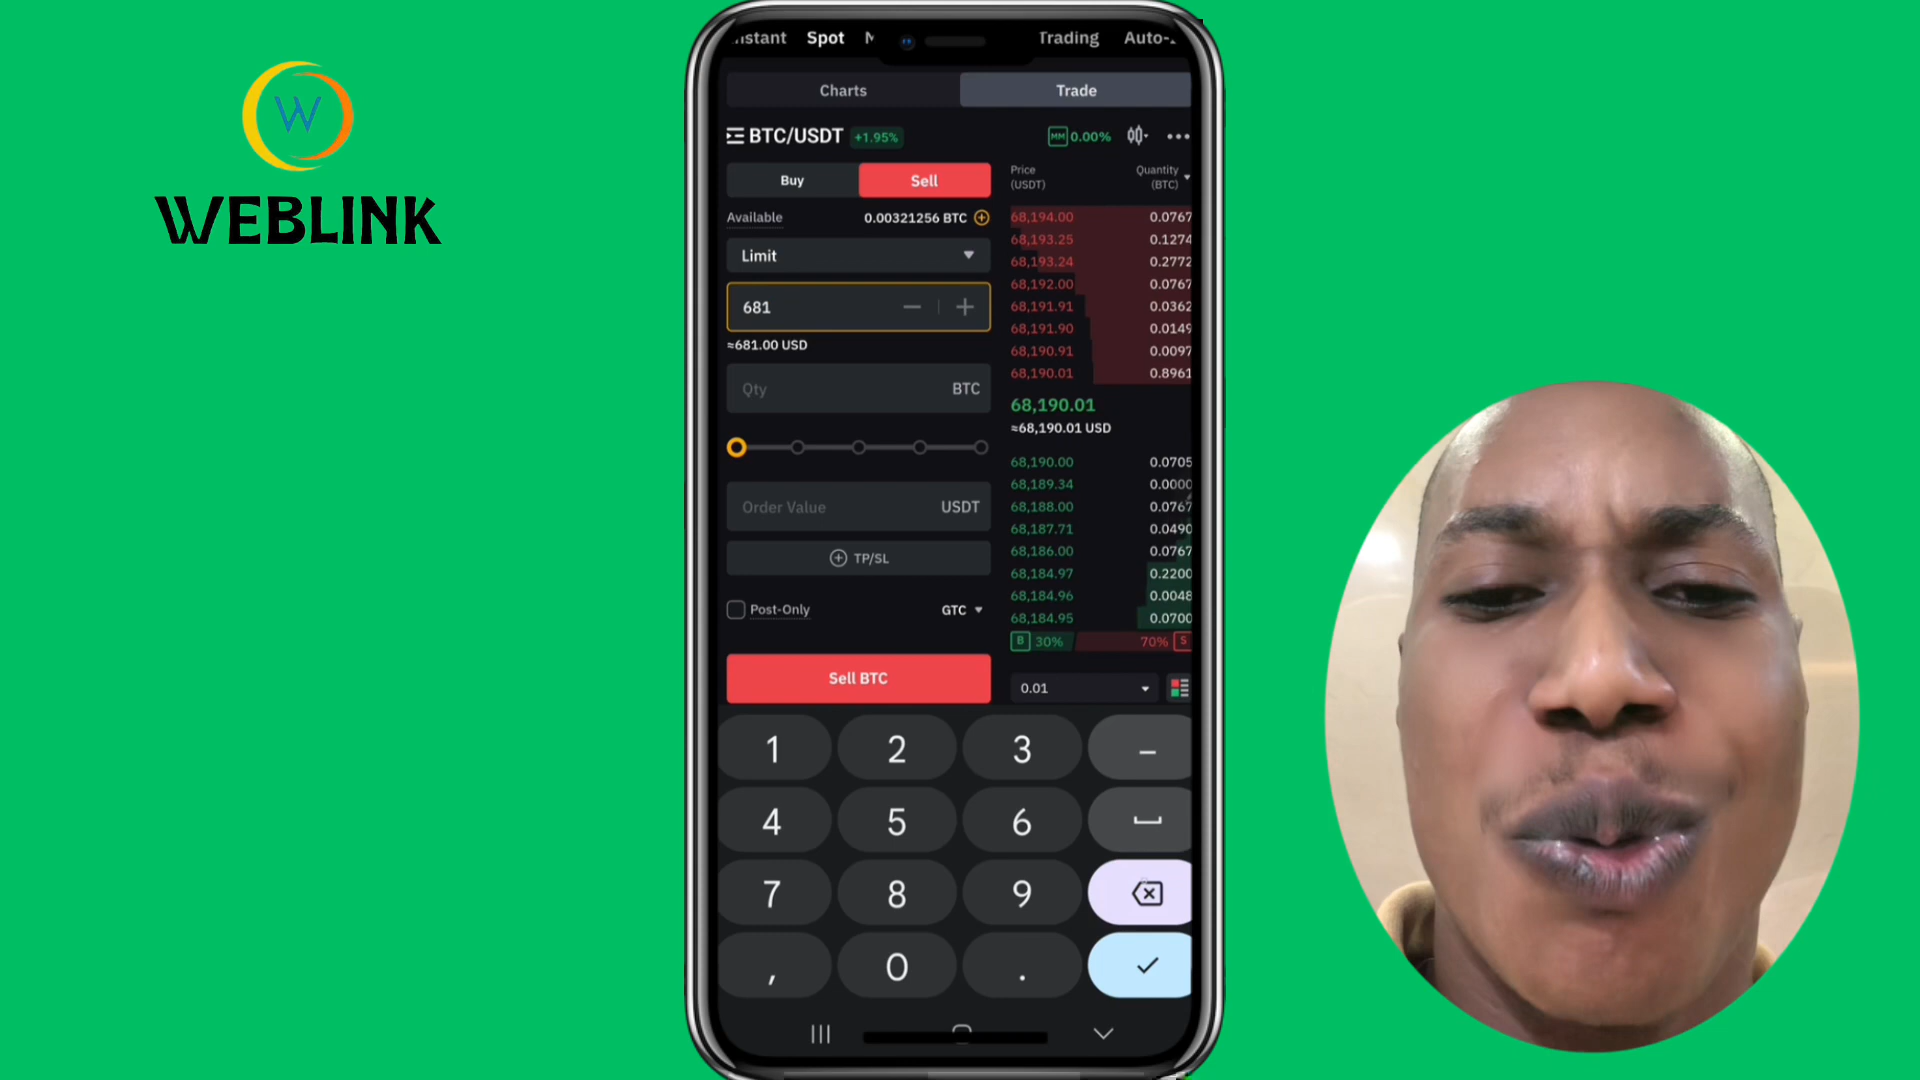 W
WEBLINK
nstant Spot Trading Auto-
Charts Trade
BTC/USDT +1.95% MM 0.00%
Buy Sell
Available 0.00321256 BTC
Limit
681
≈681.00 USD
Qty BTC
Order Value USDT
TP/SL
Post-Only GTC
Sell BTC
Price Quantity
(USDT) (BTC)
68,194.00 0.0767
68,193.25 0.1274
68,193.24 0.2772
68,192.00 0.0767
68,191.91 0.0362
68,191.90 0.0149
68,190.91 0.0097
68,190.01 0.8961
68,190.01
≈68,190.01 USD
68,190.00 0.0705
68,189.34 0.0000
68,188.00 0.0767
68,187.71 0.0490
68,186.00 0.0767
68,184.97 0.2200
68,184.96 0.0048
68,184.95 0.0700
B 30% 70% S
0.01
1 2 3 –
4 5 6
7 8 9
, 0 .